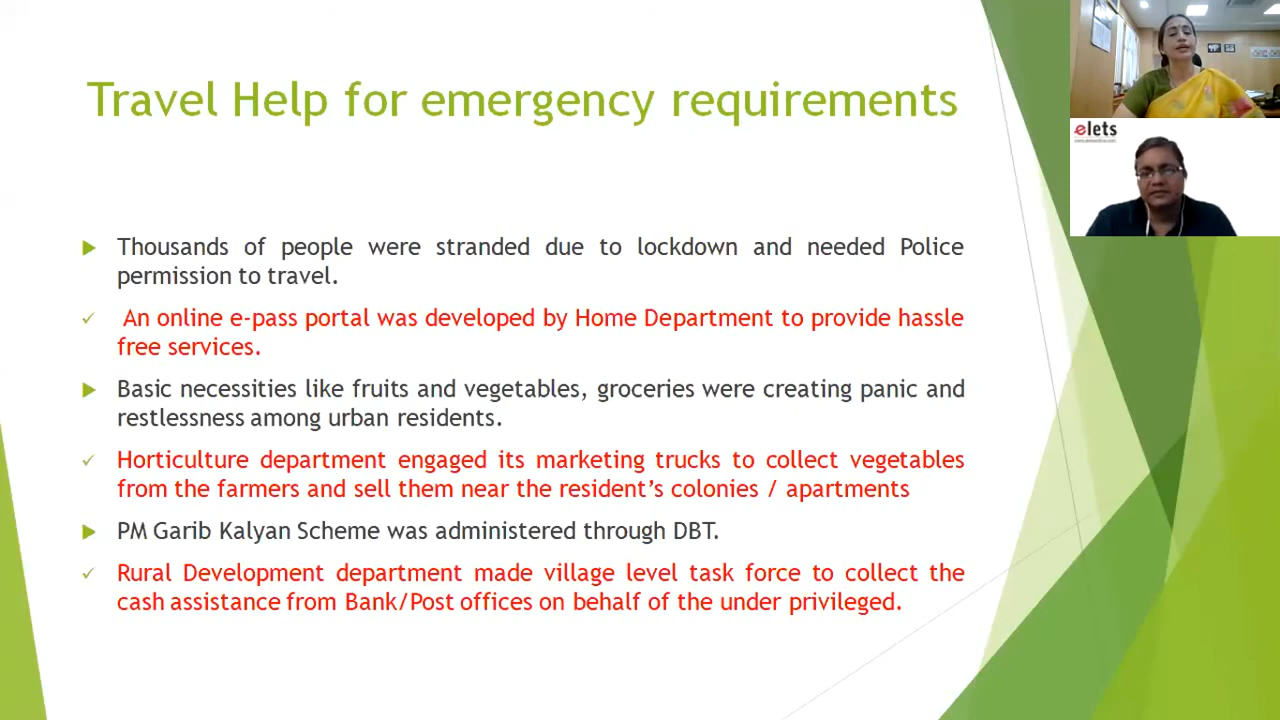 Travel Help for emergency requirements
elets
Thousands of people were stranded due to lockdown and needed Police
permission to travel.
An online e-pass portal was developed by Home Department to provide hassle
free services.
Basic necessities like fruits and vegetables, groceries were creating panic and
restlessness among urban residents.
Horticulture department engaged its marketing trucks to collect vegetables
from the farmers and sell them near the resident's colonies / apartments
PM Garib Kalyan Scheme was administered through DBT.
Rural Development department made village level task force to collect the
cash assistance from Bank/Post offices on behalf of the under privileged.